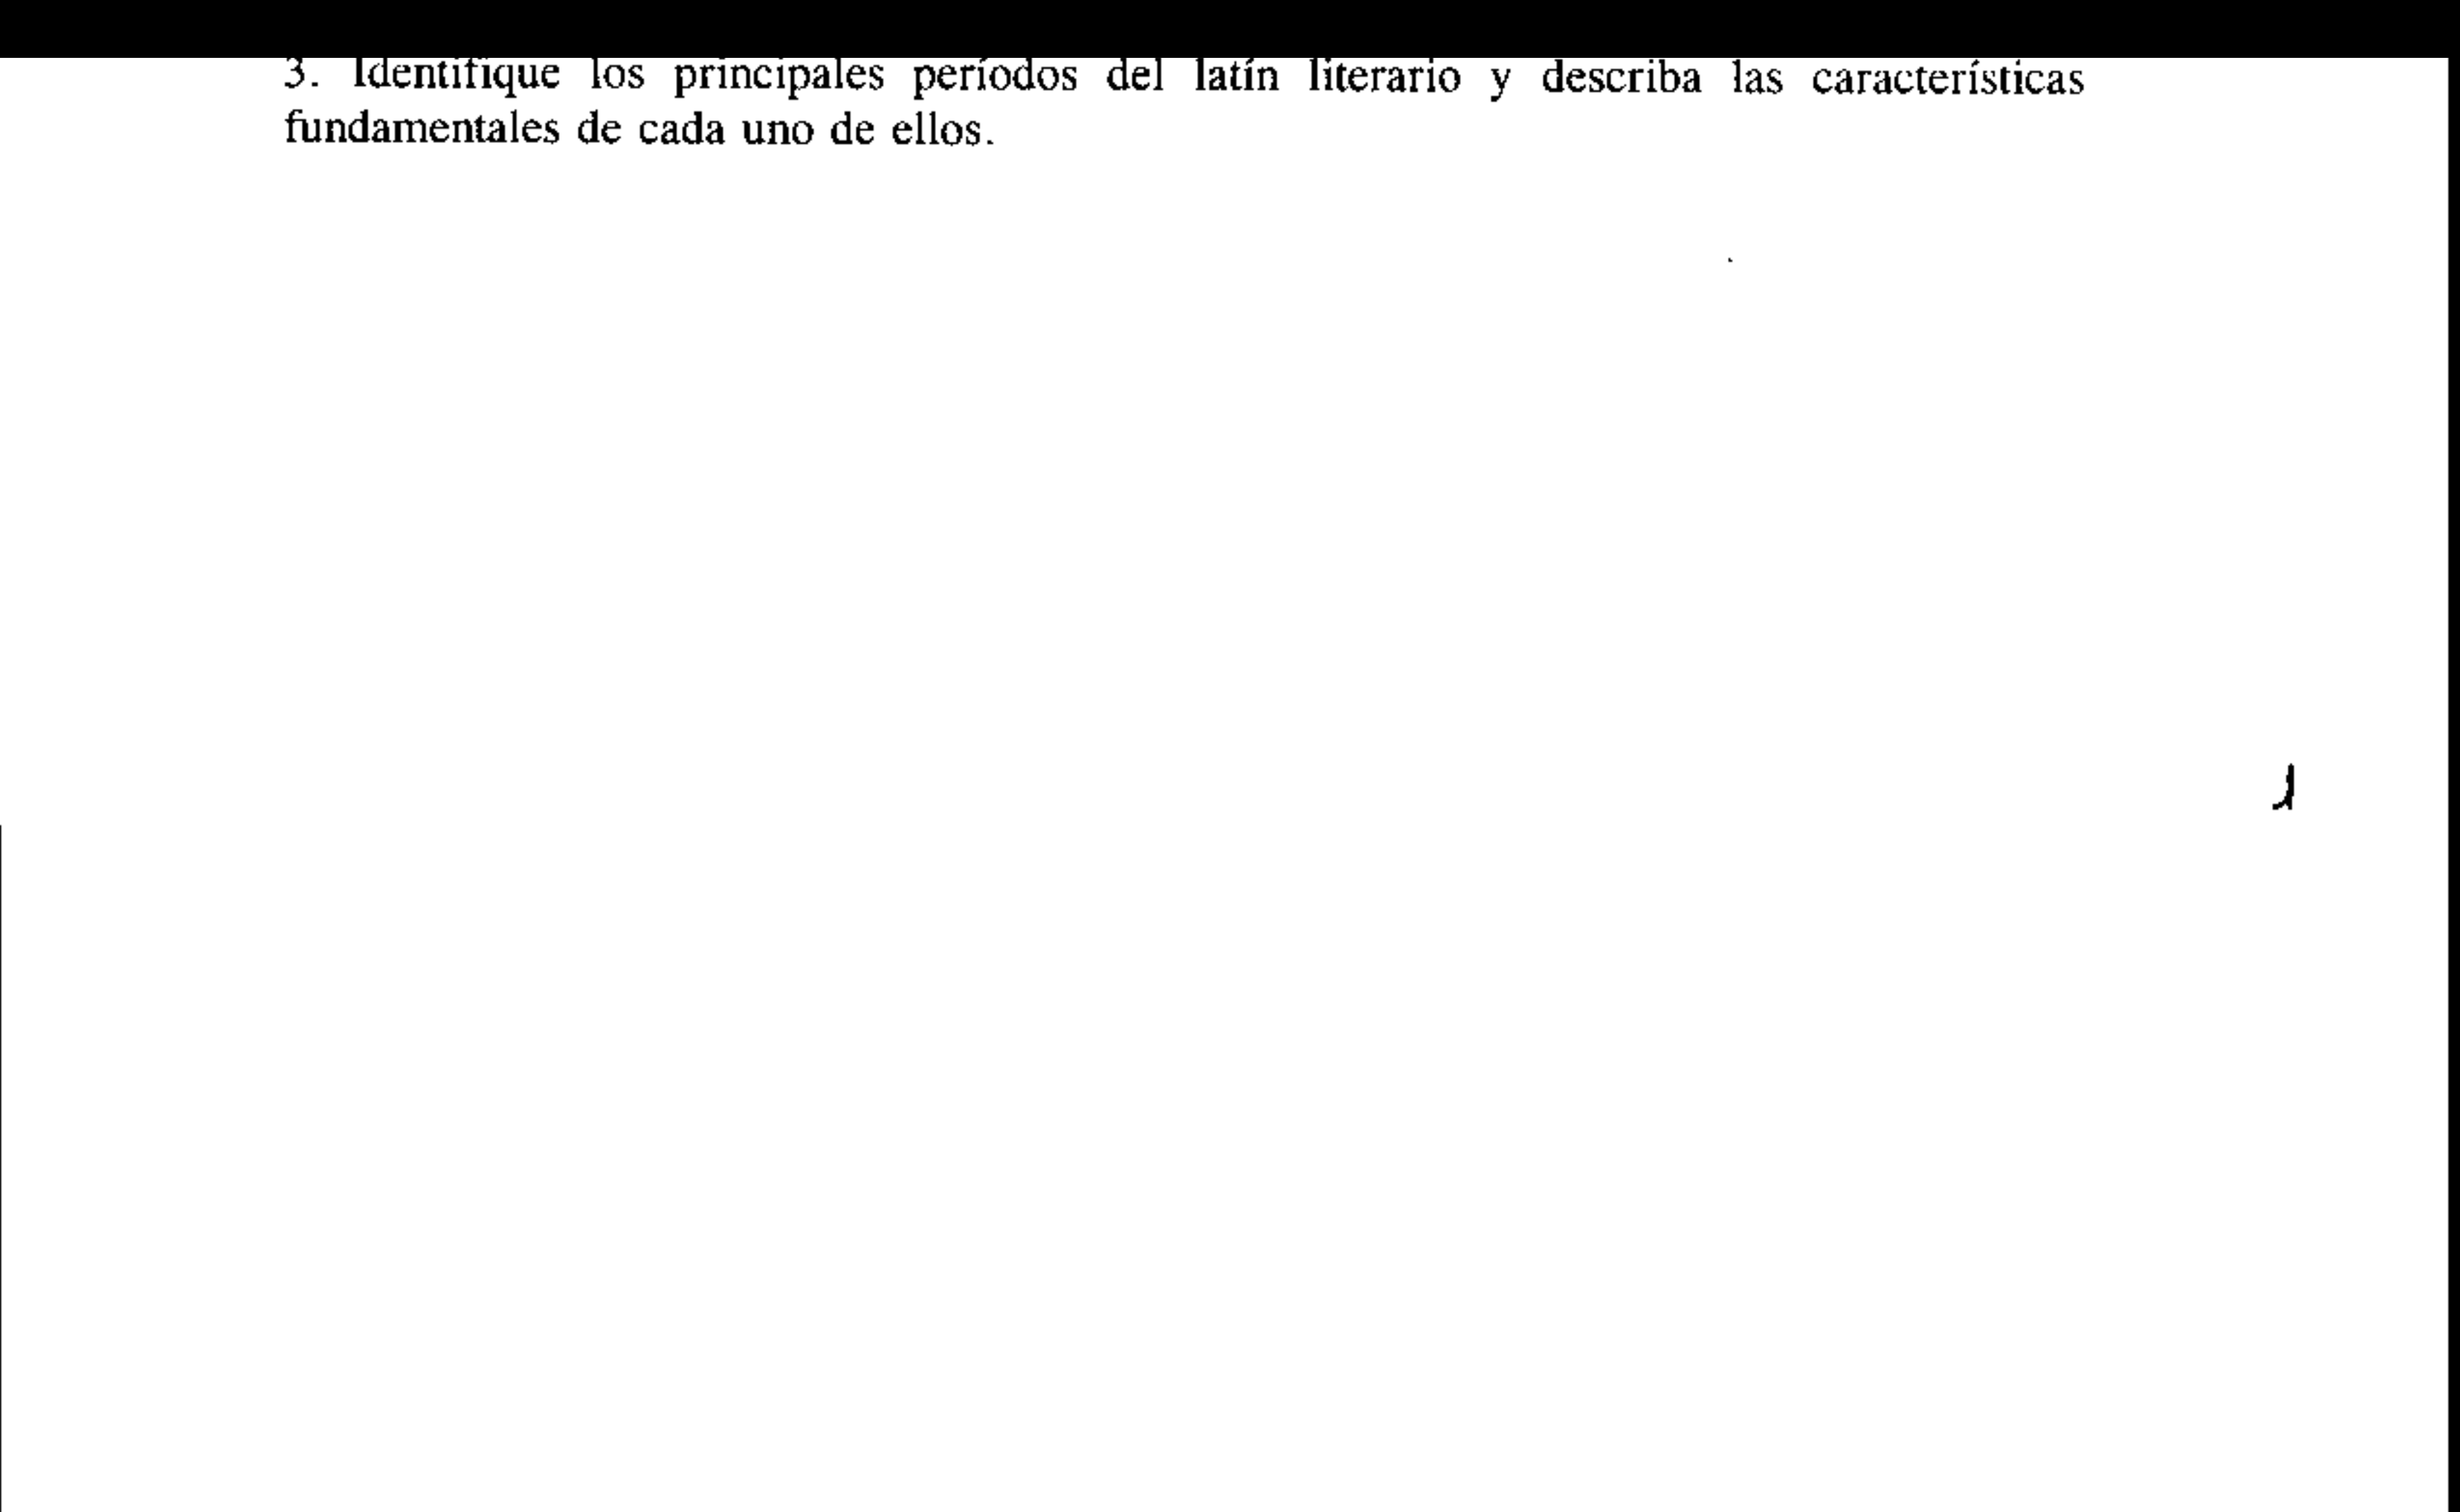 3. Identifique los principales períodos del latín literario y describa las características
fundamentales de cada uno de ellos.